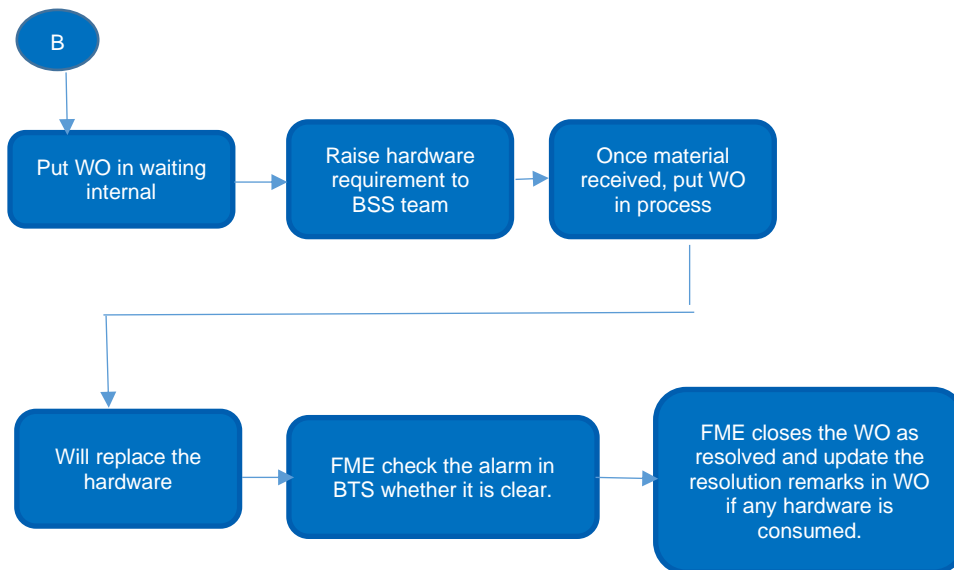 B
Put WO in waiting
internal
Raise hardware
requirement to
BSS team
Once material
received, put WO
in process
Will replace the
hardware
FME check the alarm in
BTS whether it is clear.
FME closes the WO as
resolved and update the
resolution remarks in WO
if any hardware is
consumed.